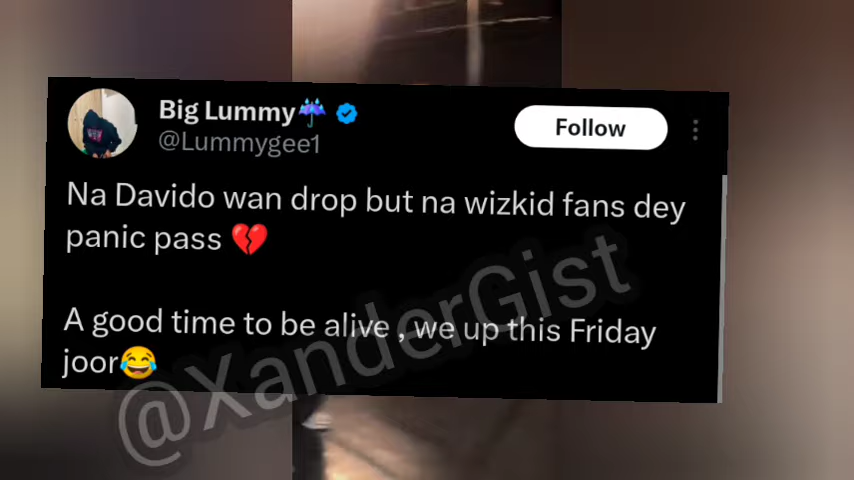 Big Lummy☔
Follow
@Lummygee1
Na Davido wan drop but na wizkid fans dey
panic pass 💔
A good time to be alive , we up this Friday
joor😂
@XanderGist